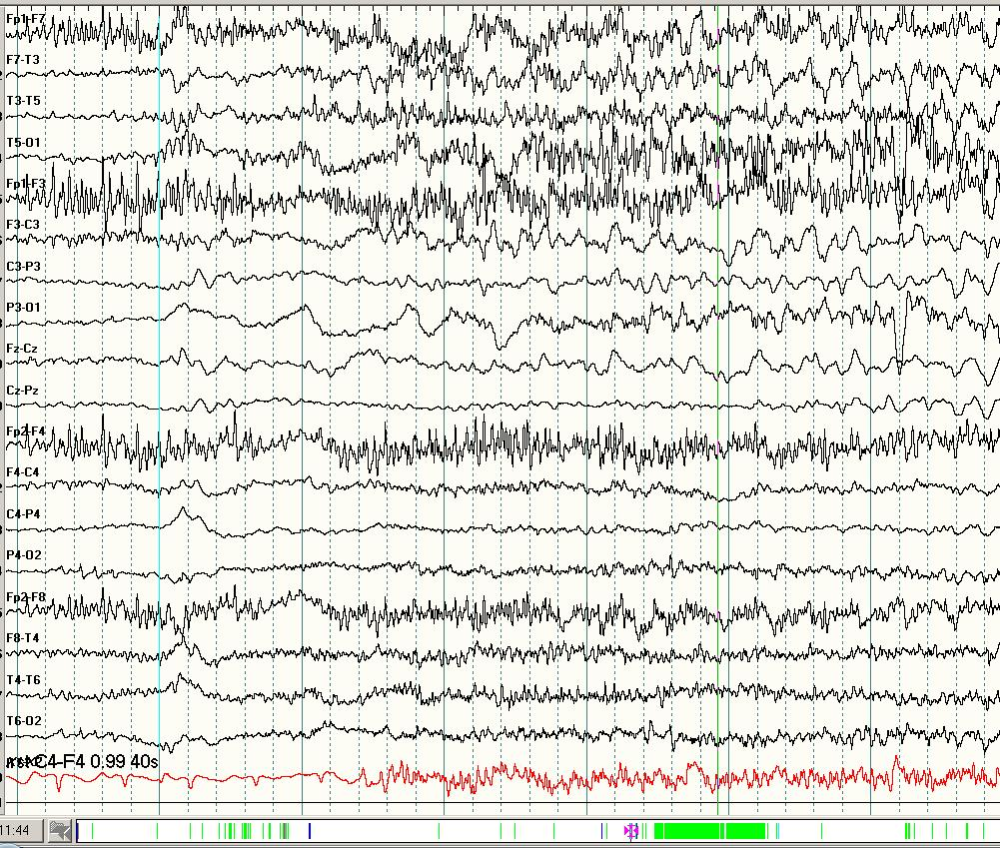 Fp1-F7
F7-T3
T3-T5
T5-O1
Fp1-F3
F3-C3
C3-P3
P3-O1
Fz-Cz
Cz-Pz
Fp2-F4
F4-C4
C4-P4
P4-O2
Fp2-F8
F8-T4
T4-T6
T6-O2
C4-F4 0,99 40s
11:44